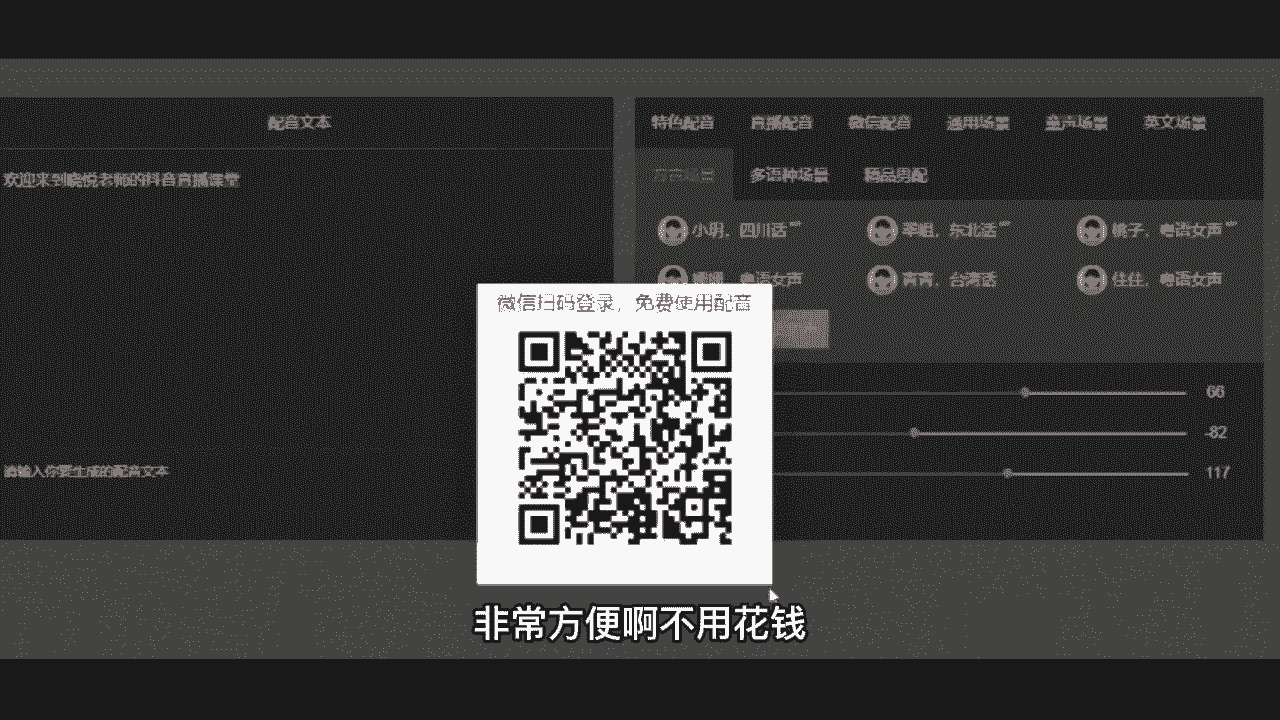 配音文本
欢迎来到晓悦老师的抖音直播课堂
请输入你要生成的配音文本
特色配音 直播配音 微信配音 通用场景 童声场景 英文场景
方言场景 多语种场景 精品男配
小玥，四川话 翠姐，东北话 桃子，粤语女声
粤语女声 青青，台湾话 佳佳，粤语女声
66
-82
117
微信扫码登录，免费使用配音
非常方便啊不用花钱